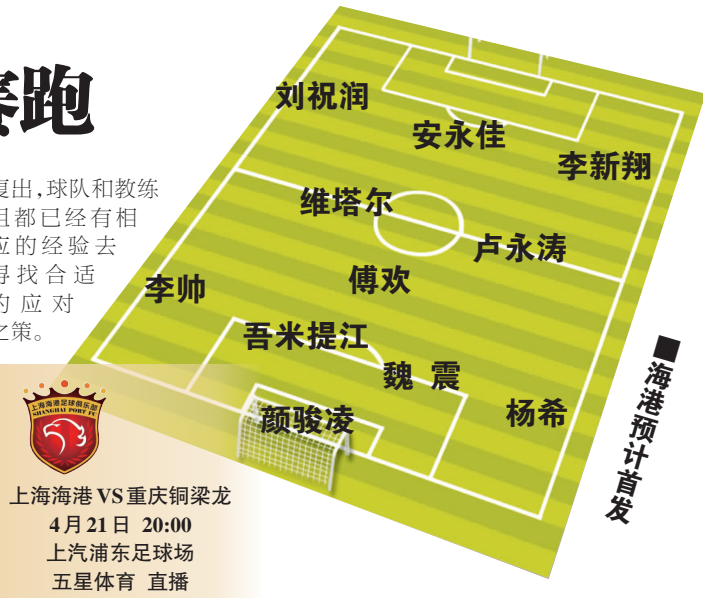 赛跑
复出,球队和教练
组都已经有相
应的经验去
寻找合适
的应对
之策。
刘祝润
安永佳
李新翔
维塔尔
卢永涛
傅欢
李帅
吾米提江
魏震
杨希
颜骏凌
■海港预计首发
上海海港足球俱乐部
SHANGHAI PORT FC
上海海港VS重庆铜梁龙
4月21日 20:00
上汽浦东足球场
五星体育 直播